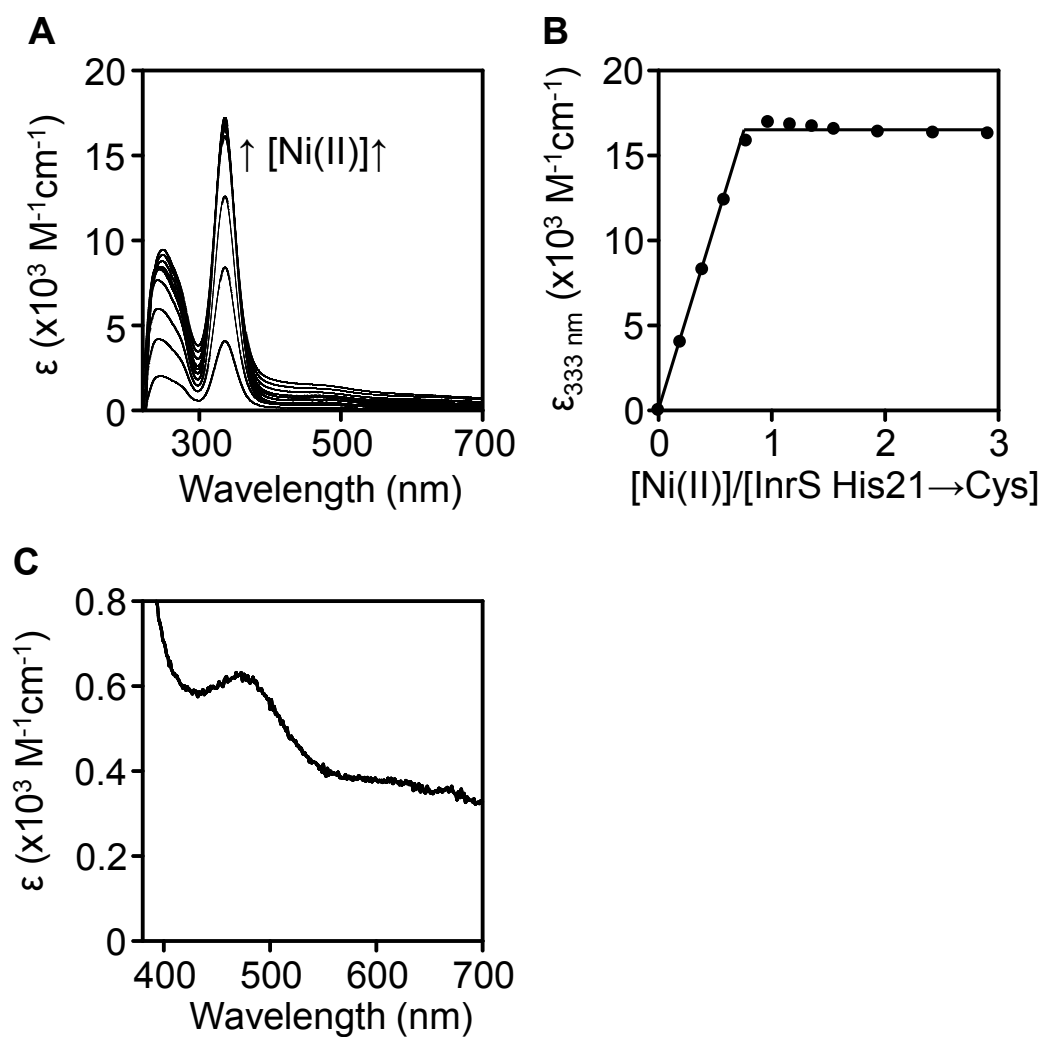 A
20
15
10
5
0
ε (x10³ M⁻¹cm⁻¹)
↑ [Ni(II)]↑
300 500 700
Wavelength (nm)
B
20
15
10
5
0
ε₃₃₃ ₙₘ (x10³ M⁻¹cm⁻¹)
0 1 2 3
[Ni(II)]/[InrS His21→Cys]
C
0.8
0.6
0.4
0.2
0
ε (x10³ M⁻¹cm⁻¹)
400 500 600 700
Wavelength (nm)